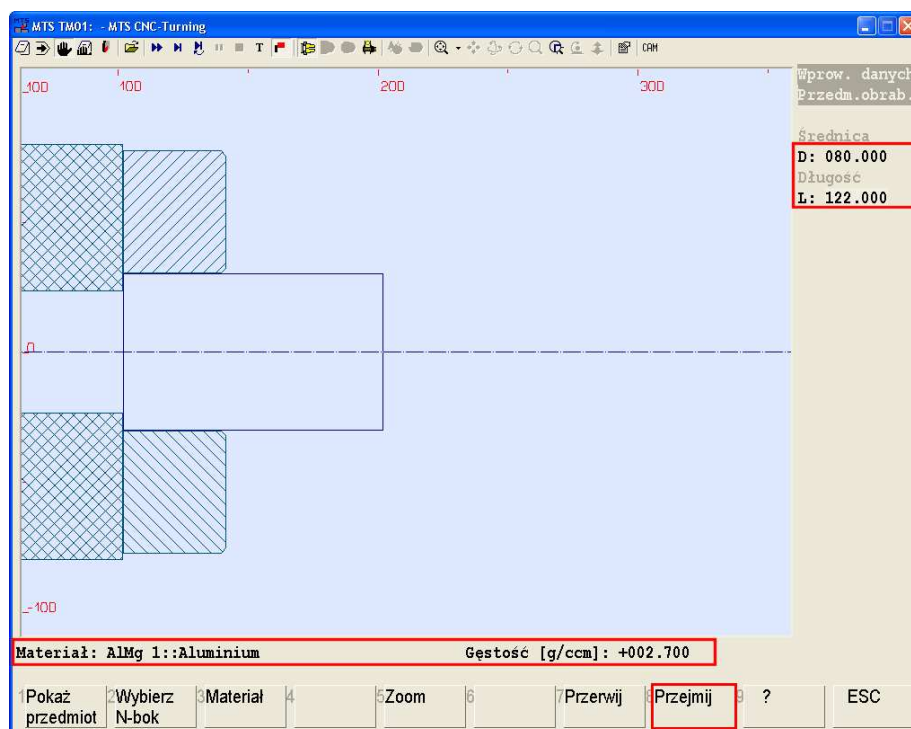 MTS TM01: - MTS CNC-Turning
T CAM
Wprow. danych
Przedm.obrab.
-100 100 200 300
Średnica
D: 080.000
Długość
L: 122.000
0
-100
Materiał: AlMg 1::Aluminium Gęstość [g/ccm]: +002.700
1 Pokaż przedmiot 2 Wybierz N-bok 3 Materiał 4 5 Zoom 6 7 Przerwij 8 Przejmij 9 ? ESC